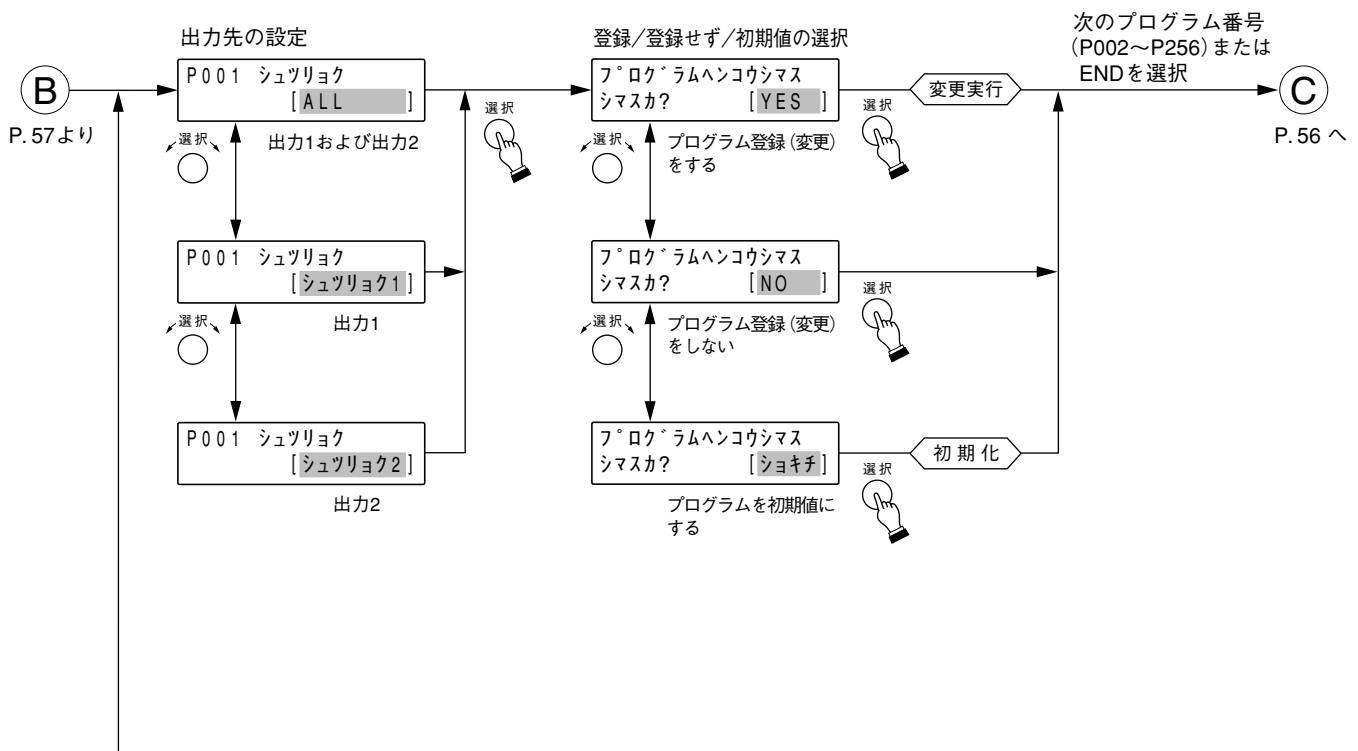 出力先の設定
P001 シュツリョク
[ALL]
選択
出力1および出力2
P001 シュツリョク
[シュツリョク1]
選択
出力1
P001 シュツリョク
[シュツリョク2]
出力2
B
P. 57より
選択
登録/登録せず/初期値の選択
プログラムヘンコウシマス
シマスカ? [YES]
選択
プログラム登録(変更)
をする
選択
変更実行
プログラムヘンコウシマス
シマスカ? [NO]
選択
プログラム登録(変更)
をしない
選択
プログラムヘンコウシマス
シマスカ? [ショキチ]
プログラムを初期値に
する
選択
初期化
次のプログラム番号
(P002〜P256)または
ENDを選択
C
P. 56 へ